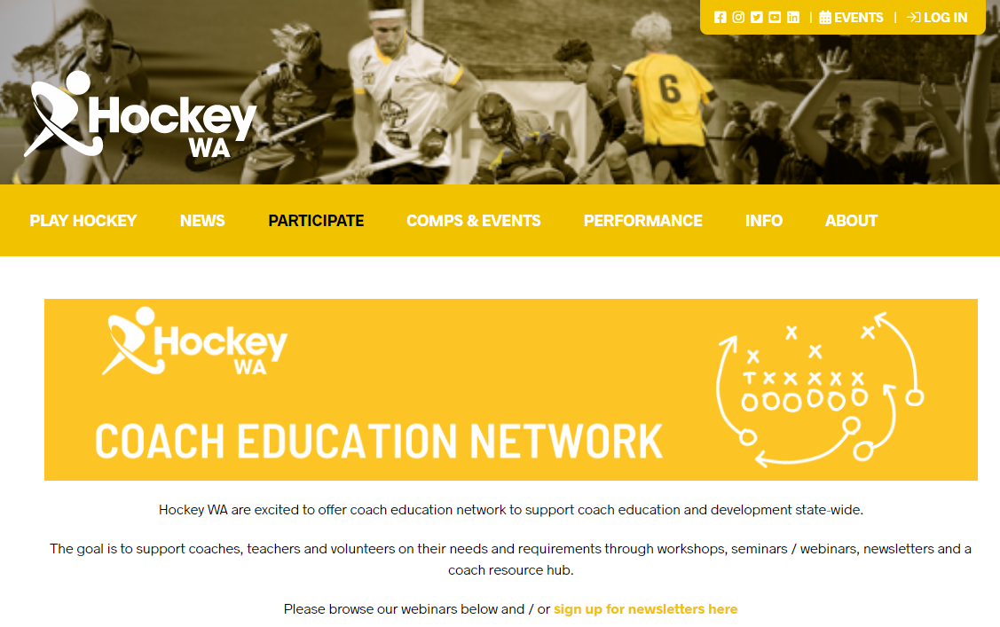 EVENTS
LOG IN
Hockey
WA
6
PLAY HOCKEY
NEWS
PARTICIPATE
COMPS & EVENTS
PERFORMANCE
INFO
ABOUT
Hockey
WA
COACH EDUCATION NETWORK
x x
x x
T x x x x x
O O O O O O
Hockey WA are excited to offer coach education network to support coach education and development state-wide.
The goal is to support coaches, teachers and volunteers on their needs and requirements through workshops, seminars / webinars, newsletters and a
coach resource hub.
Please browse our webinars below and / or sign up for newsletters here